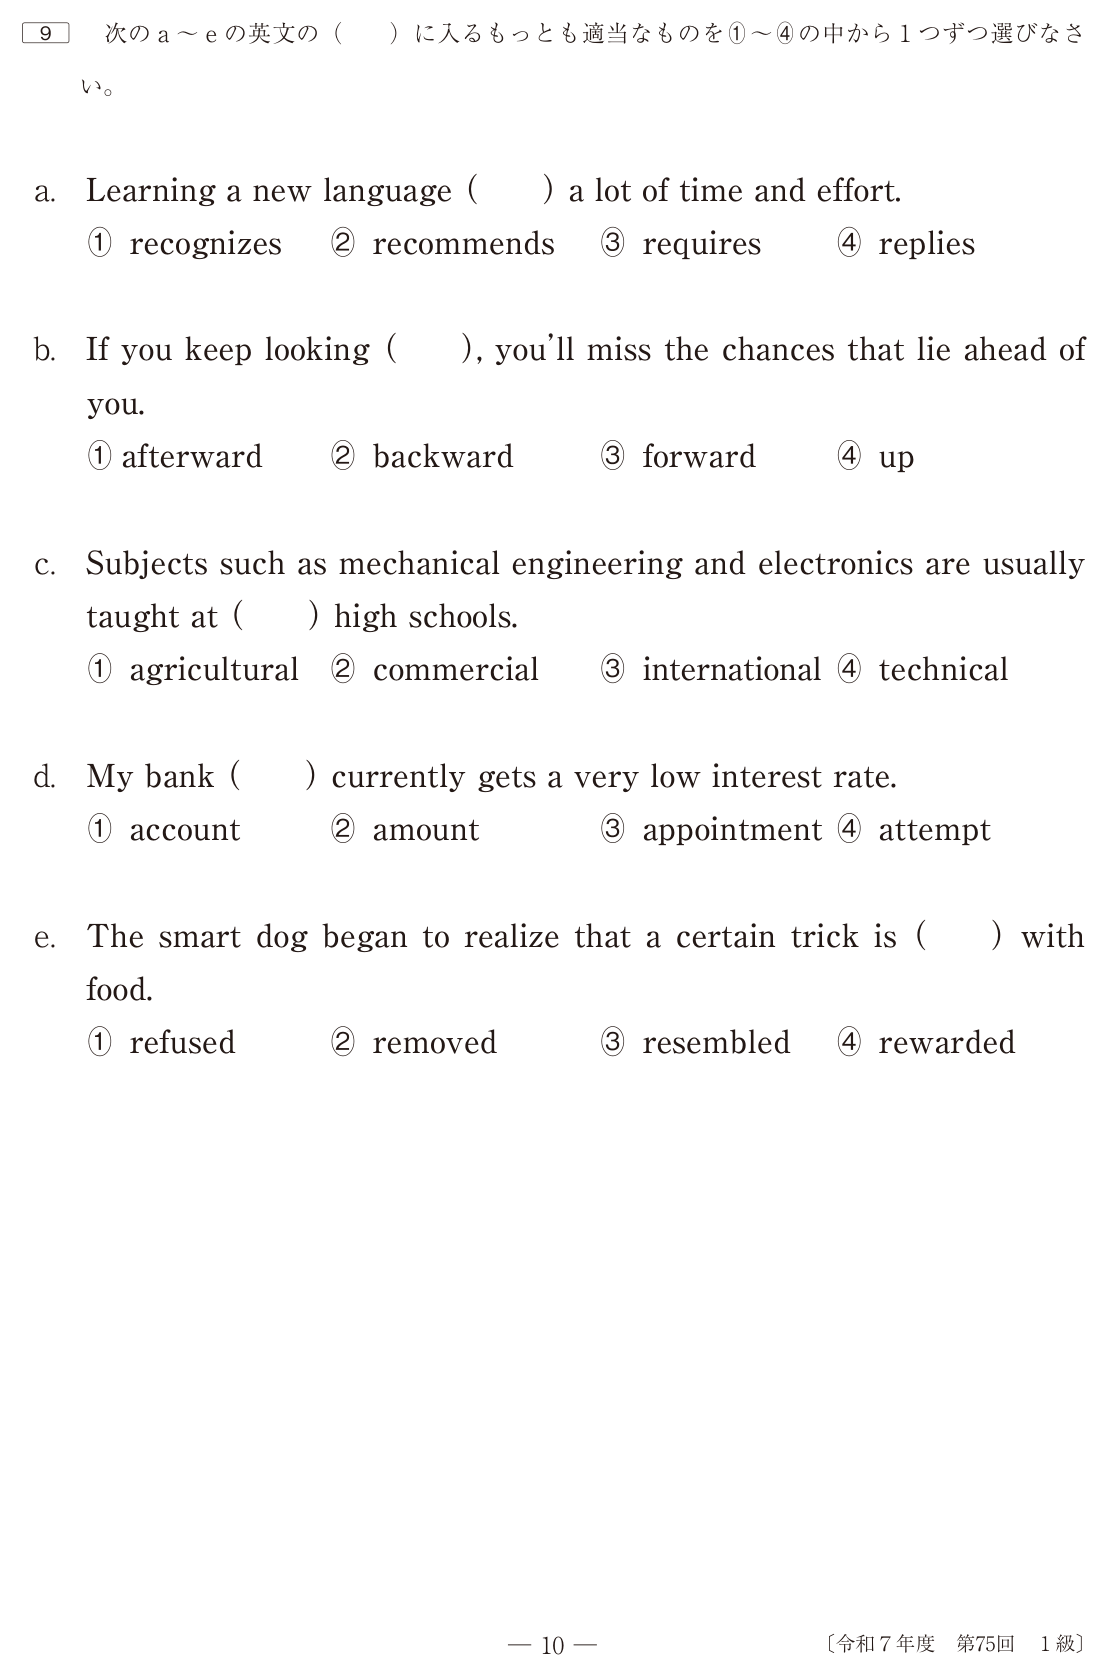 9 次のａ～ｅの英文の（　　）に入るもっとも適当なものを①～④の中から１つずつ選びなさ
い。
a. Learning a new language (　　) a lot of time and effort.
① recognizes ② recommends ③ requires ④ replies
b. If you keep looking (　　), you’ll miss the chances that lie ahead of
you.
① afterward ② backward ③ forward ④ up
c. Subjects such as mechanical engineering and electronics are usually
taught at (　　) high schools.
① agricultural ② commercial ③ international ④ technical
d. My bank (　　) currently gets a very low interest rate.
① account ② amount ③ appointment ④ attempt
e. The smart dog began to realize that a certain trick is (　　) with
food.
① refused ② removed ③ resembled ④ rewarded
— 10 —
〔令和７年度　第75回　１級〕